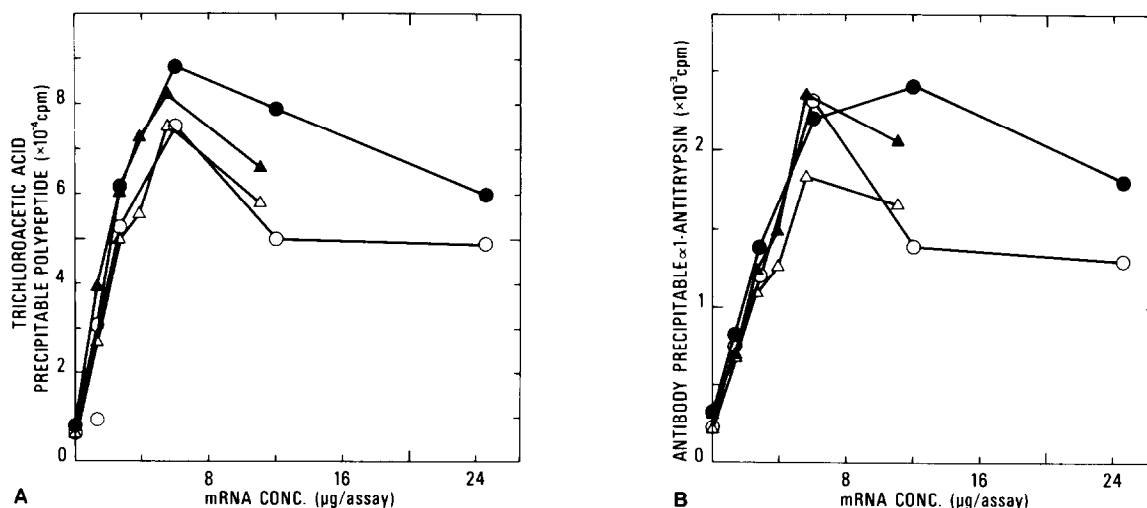 A
TRICHLOROACETIC ACID
PRECIPITABLE POLYPEPTIDE (×10⁻⁴cpm)
8
6
4
2
0
8
16
24
mRNA CONC. (µg/assay)
B
ANTIBODY PRECIPITABLE α1-ANTITRYPSIN (×10⁻³cpm)
2
1
0
8
16
24
mRNA CONC. (µg/assay)
A
B